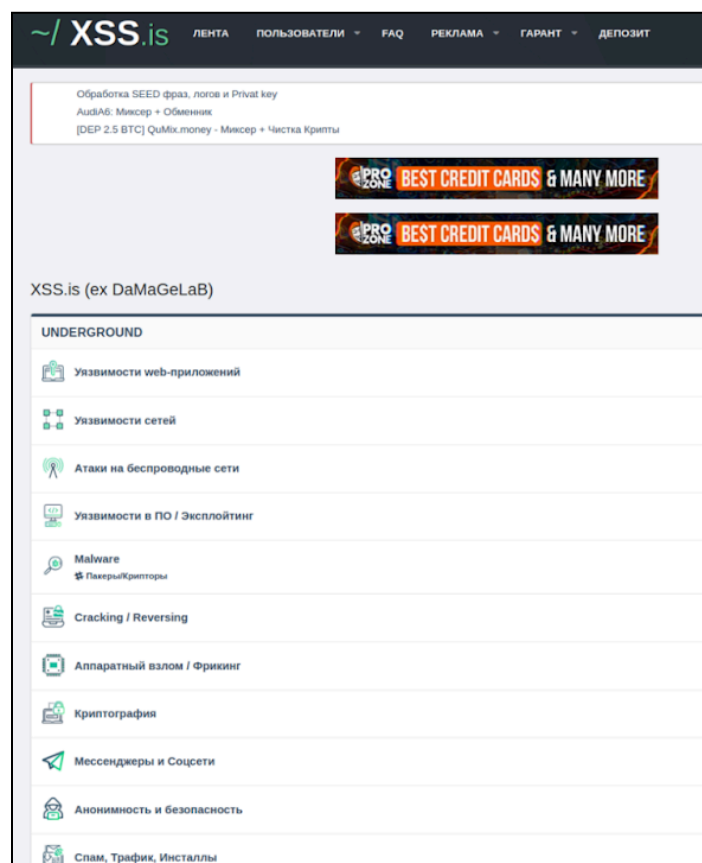 ~/ XSS.is
ЛЕНТА ПОЛЬЗОВАТЕЛИ FAQ РЕКЛАМА ГАРАНТ ДЕПОЗИТ
Обработка SEED фраз, логов и Privat key
AudiA6: Миксер + Обменник
[DEP 2.5 BTC] QuMix.money - Миксер + Чистка Крипты
PRO ZONE BEST CREDIT CARDS & MANY MORE
PRO ZONE BEST CREDIT CARDS & MANY MORE
XSS.is (ex DaMaGeLaB)
UNDERGROUND
Уязвимости web-приложений
Уязвимости сетей
Атаки на беспроводные сети
Уязвимости в ПО / Эксплойтинг
Malware
Пакеры/Крипторы
Cracking / Reversing
Аппаратный взлом / Фрикинг
Криптография
Мессенджеры и Соцсети
Анонимность и безопасность
Спам, Трафик, Инсталлы